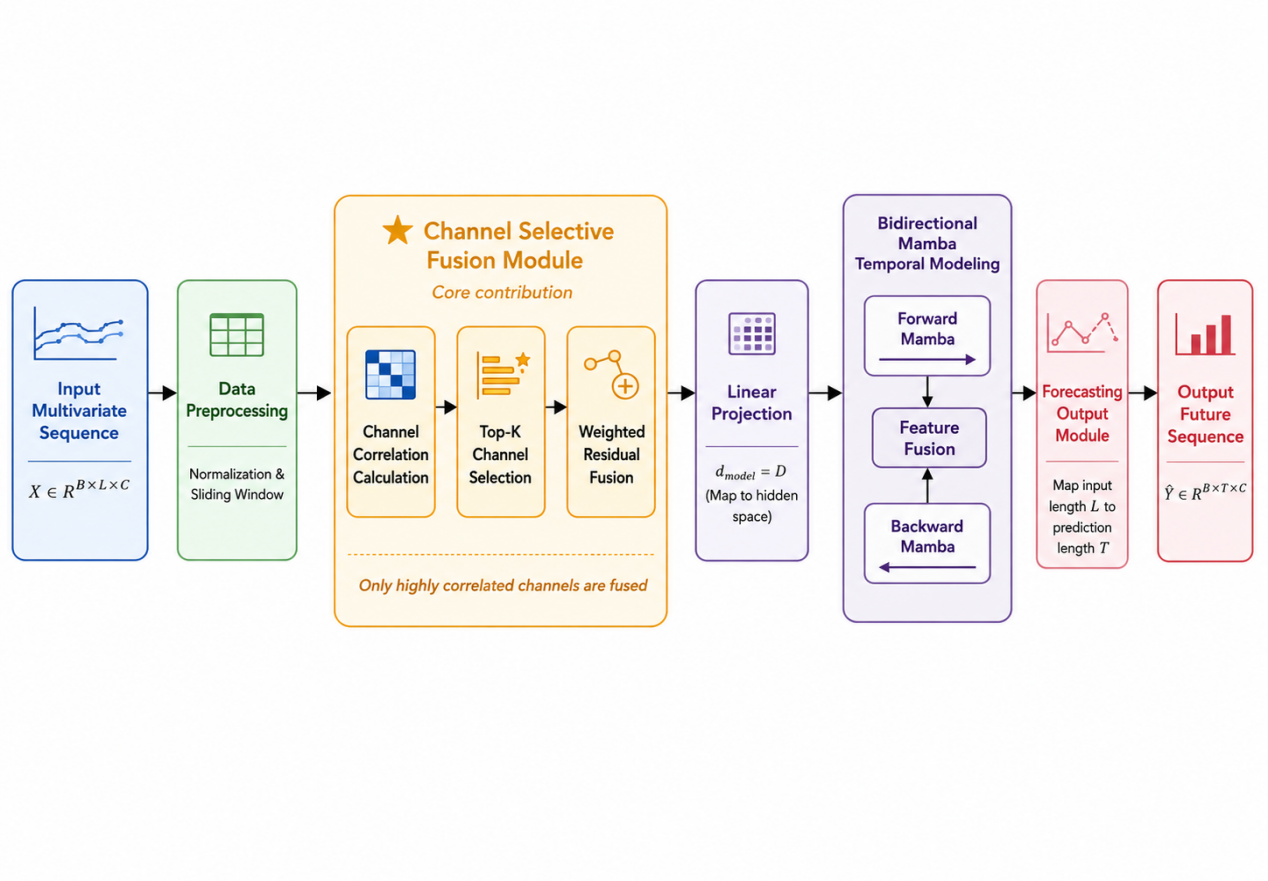 Input
Multivariate
Sequence
X ∈ R^{B×L×C}
Data
Preprocessing
Normalization &
Sliding Window
Channel Selective
Fusion Module
Core contribution
Channel
Correlation
Calculation
Top-K
Channel
Selection
Weighted
Residual
Fusion
Only highly correlated channels are fused
Linear
Projection
d_{model} = D
(Map to hidden
space)
Bidirectional
Mamba
Temporal Modeling
Forward
Mamba
Feature
Fusion
Backward
Mamba
Forecasting
Output
Module
Map input
length L to
prediction
length T
Output
Future
Sequence
Ŷ ∈ R^{B×T×C}